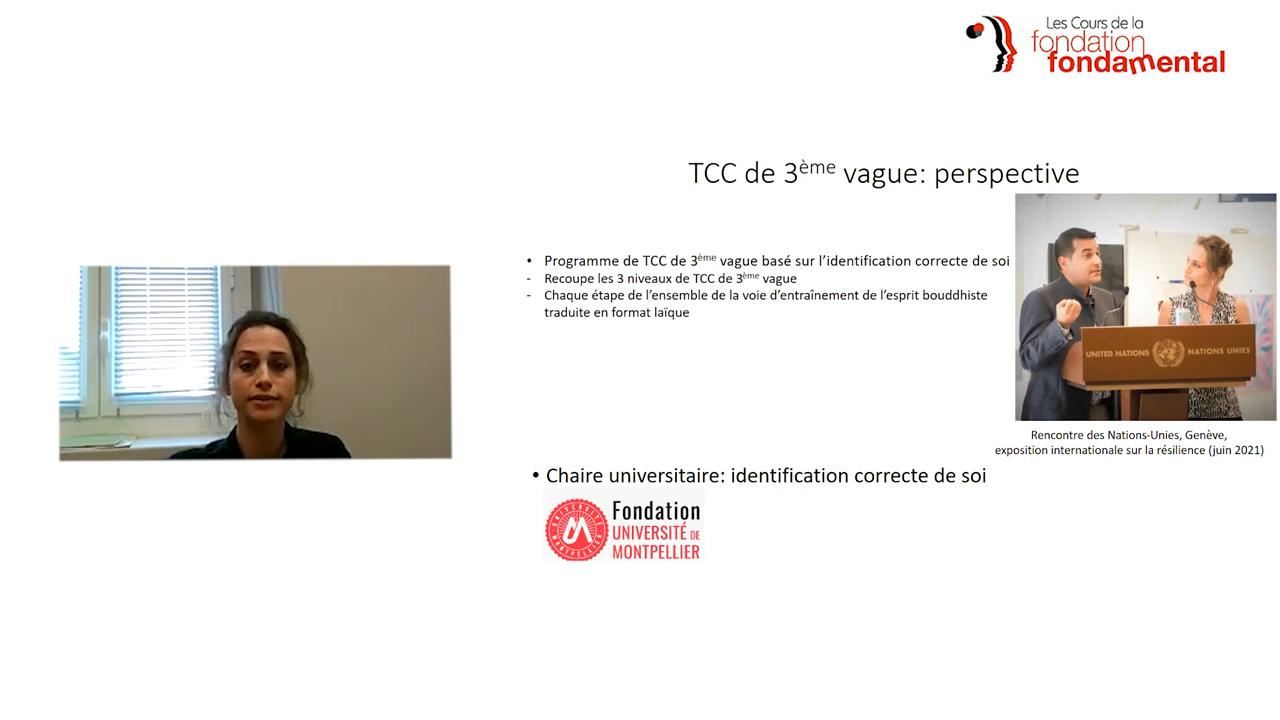 Les Cours de la
fondation
fondamental
TCC de 3ème vague: perspective
• Programme de TCC de 3ème vague basé sur l'identification correcte de soi
- Recoupe les 3 niveaux de TCC de 3ème vague
- Chaque étape de l'ensemble de la voie d'entraînement de l'esprit bouddhiste
traduite en format laïque
UNITED NATIONS NATIONS UNIES
Rencontre des Nations-Unies, Genève,
exposition internationale sur la résilience (juin 2021)
• Chaire universitaire: identification correcte de soi
UNIVERSITÉ
MONTPELLIER
Fondation
UNIVERSITÉ DE
MONTPELLIER